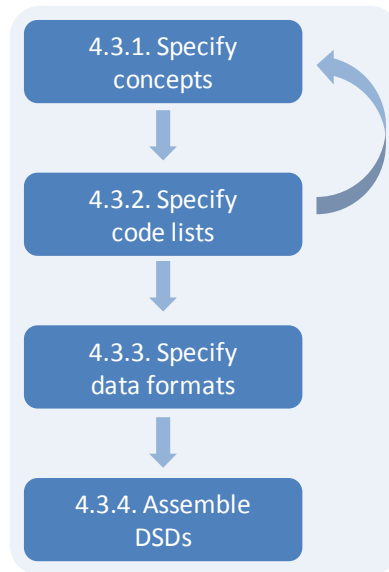 4.3.1. Specify
concepts
4.3.2. Specify
code lists
4.3.3. Specify
data formats
4.3.4. Assemble
DSDs